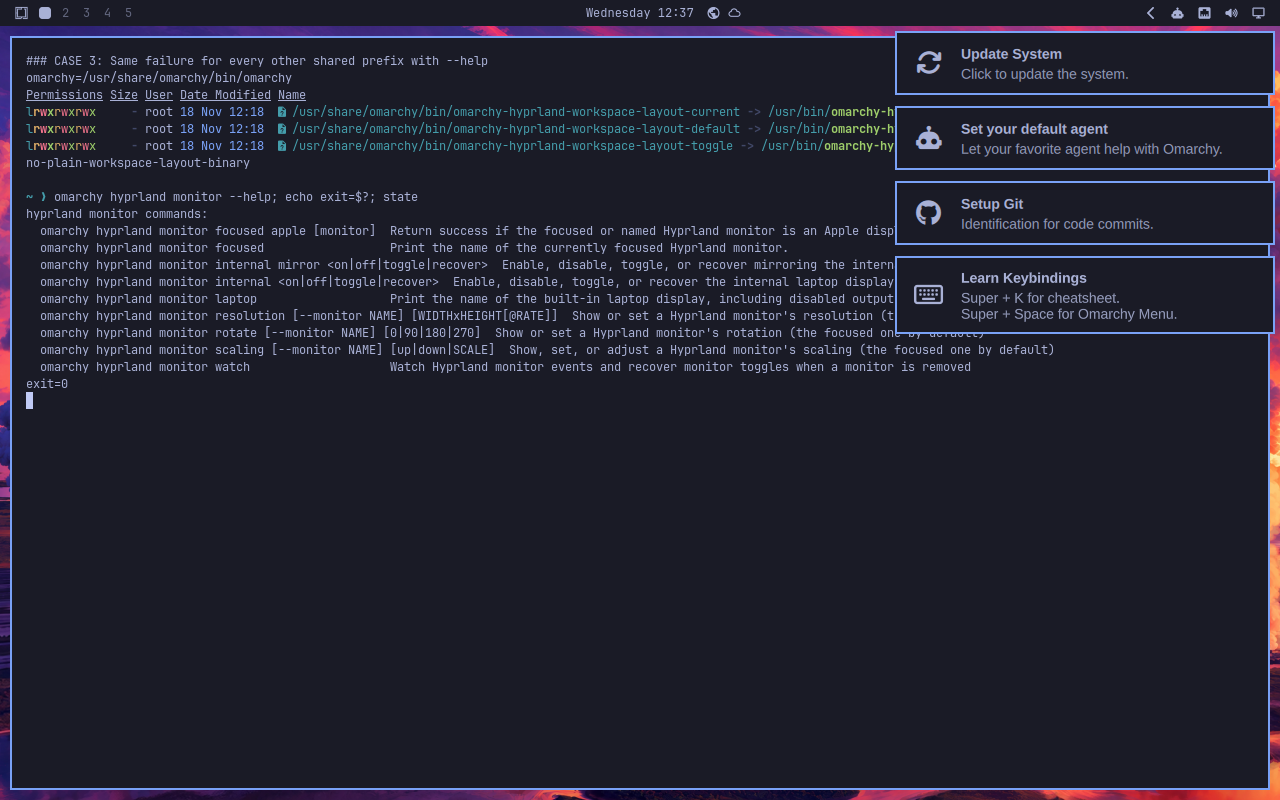 2 3 4 5 Wednesday 12:37
### CASE 3: Same failure for every other shared prefix with --help
omarchy=/usr/share/omarchy/bin/omarchy
Permissions Size User Date Modified Name
lrwxrwxrwx - root 18 Nov 12:18 /usr/share/omarchy/bin/omarchy-hyprland-workspace-layout-current -> /usr/bin/omarchy-h
lrwxrwxrwx - root 18 Nov 12:18 /usr/share/omarchy/bin/omarchy-hyprland-workspace-layout-default -> /usr/bin/omarchy-h
lrwxrwxrwx - root 18 Nov 12:18 /usr/share/omarchy/bin/omarchy-hyprland-workspace-layout-toggle -> /usr/bin/omarchy-hy
no-plain-workspace-layout-binary
~ ❯ omarchy hyprland monitor --help; echo exit=$?; state
hyprland monitor commands:
omarchy hyprland monitor focused apple [monitor] Return success if the focused or named Hyprland monitor is an Apple disp
omarchy hyprland monitor focused Print the name of the currently focused Hyprland monitor.
omarchy hyprland monitor internal mirror <on|off|toggle|recover> Enable, disable, toggle, or recover mirroring the intern
omarchy hyprland monitor internal <on|off|toggle|recover> Enable, disable, toggle, or recover the internal laptop display
omarchy hyprland monitor laptop Print the name of the built-in laptop display, including disabled output
omarchy hyprland monitor resolution [--monitor NAME] [WIDTHxHEIGHT[@RATE]] Show or set a Hyprland monitor's resolution (t
omarchy hyprland monitor rotate [--monitor NAME] [0|90|180|270] Show or set a Hyprland monitor's rotation (the focused one by default)
omarchy hyprland monitor scaling [--monitor NAME] [up|down|SCALE] Show, set, or adjust a Hyprland monitor's scaling (the focused one by default)
omarchy hyprland monitor watch Watch Hyprland monitor events and recover monitor toggles when a monitor is removed
exit=0
Update System
Click to update the system.
Set your default agent
Let your favorite agent help with Omarchy.
Setup Git
Identification for code commits.
Learn Keybindings
Super + K for cheatsheet.
Super + Space for Omarchy Menu.